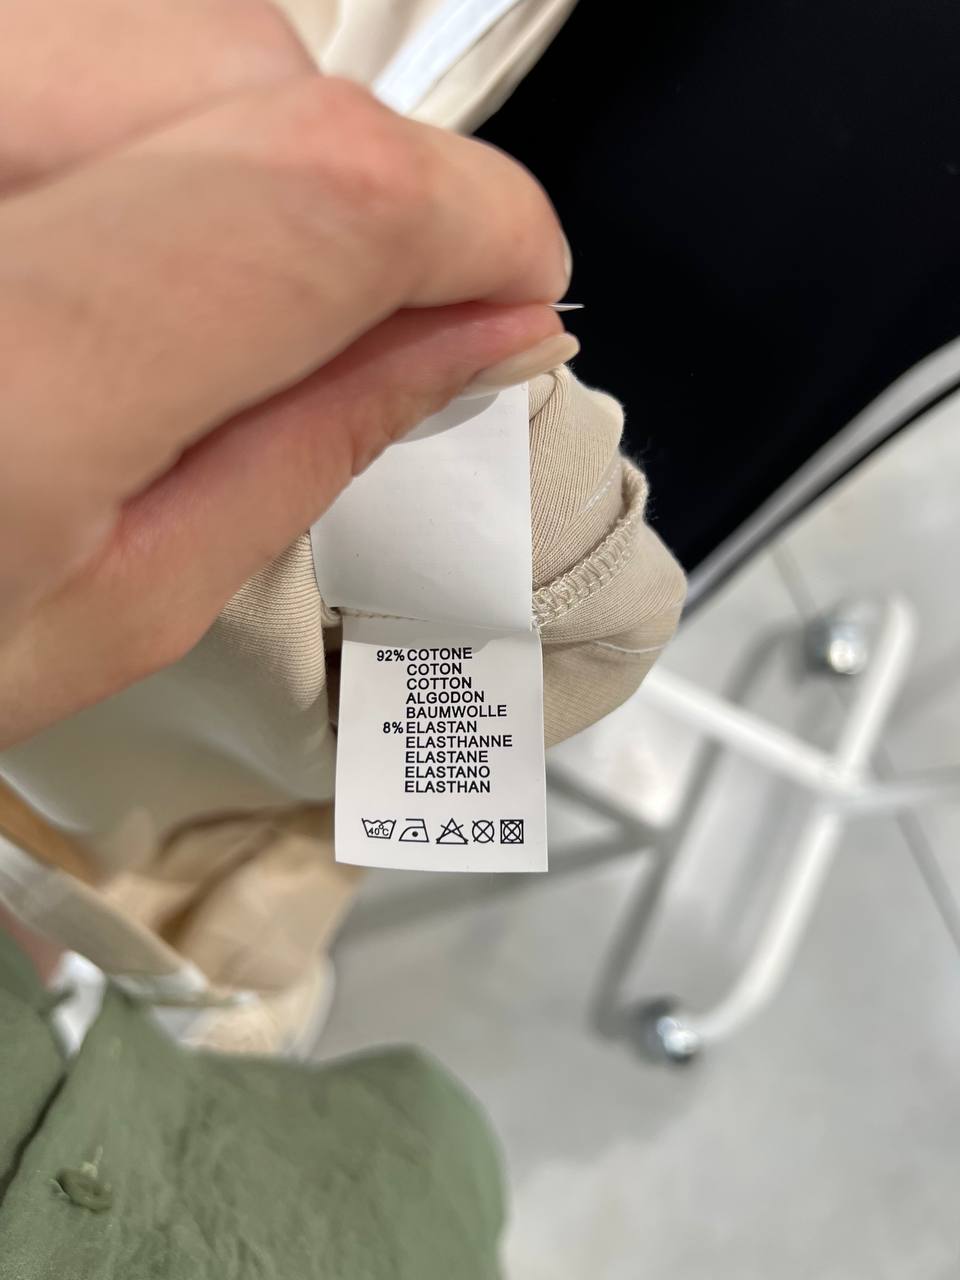 92% COTONE
COTON
COTTON
ALGODON
BAUMWOLLE
8% ELASTAN
ELASTHANNE
ELASTANE
ELASTANO
ELASTHAN
40°C